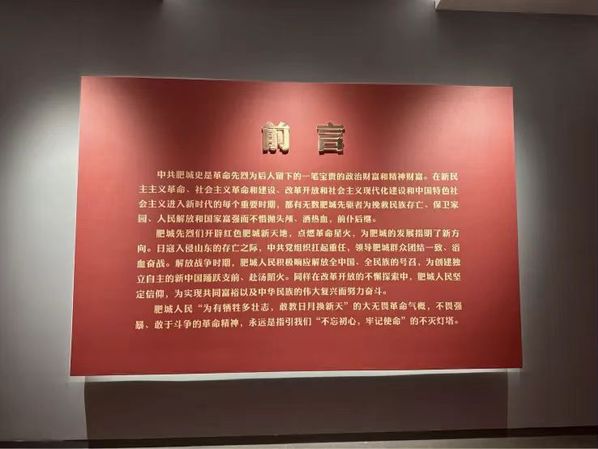 前言
中共肥城史是革命先烈为后人留下的一笔宝贵的政治财富和精神财富。在新民
主主义革命、社会主义革命和建设、改革开放和社会主义现代化建设和中国特色社会
主义进入新时代的每个重要时期，都有无数肥城先驱者为挽救民族存亡、保卫家
园、人民解放和国家富强而不惜抛头颅、洒热血，前仆后继。
肥城先烈们开辟红色肥城新天地，点燃革命星火，为肥城的发展指明了新方
向。日寇入侵山东的存亡之际，中共党组织扛起重任，领导肥城群众团结一致、浴
血奋战。解放战争时期，肥城人民积极响应解放全中国、全民族的号召，为创建独
立自主的新中国踊跃支前、赴汤蹈火。同样在改革开放的不懈探索中，肥城人民坚
定信仰，为实现共同富裕以及中华民族的伟大复兴而努力奋斗。
肥城人民“为有牺牲多壮志，敢教日月换新天”的大无畏革命气概，不畏强
暴、敢于斗争的革命精神，永远是指引我们“不忘初心，牢记使命”的不灭灯塔。